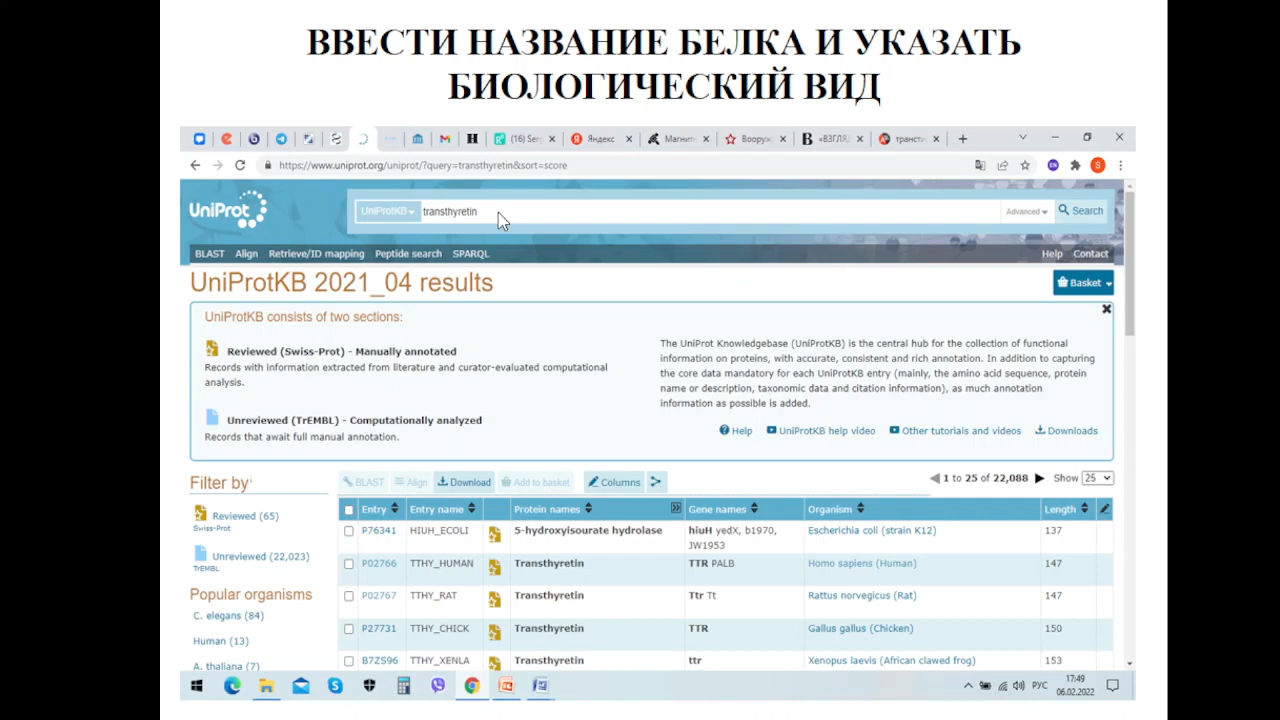 ВВЕСТИ НАЗВАНИЕ БЕЛКА И УКАЗАТЬ
БИОЛОГИЧЕСКИЙ ВИД
(16) Ser
Яндекс
Магнит
Вооруж
«ВЗГЛЯ
трансти
https://www.uniprot.org/uniprot/?query=transthyretin&sort=score
UniProt
UniProtKB
transthyretin
Advanced
Search
BLAST Align Retrieve/ID mapping Peptide search SPARQL
Help Contact
UniProtKB 2021_04 results
Basket
UniProtKB consists of two sections:
Reviewed (Swiss-Prot) - Manually annotated
Records with information extracted from literature and curator-evaluated computational
analysis.
Unreviewed (TrEMBL) - Computationally analyzed
Records that await full manual annotation.
The UniProt Knowledgebase (UniProtKB) is the central hub for the collection of functional
information on proteins, with accurate, consistent and rich annotation. In addition to capturing
the core data mandatory for each UniProtKB entry (mainly, the amino acid sequence, protein
name or description, taxonomic data and citation information), as much annotation
information as possible is added.
Help UniProtKB help video Other tutorials and videos Downloads
Filter by
Reviewed (65)
Swiss-Prot
Unreviewed (22,023)
TrEMBL
Popular organisms
C. elegans (84)
Human (13)
A. thaliana (7)
BLAST Align Download Add to basket Columns
1 to 25 of 22,088 Show 25
Entry Entry name Protein names Gene names Organism Length
P76341 HIUH_ECOLI 5-hydroxyisourate hydrolase hiuH yedX, b1970, Escherichia coli (strain K12) 137
JW1953
P02766 TTHY_HUMAN Transthyretin TTR PALB Homo sapiens (Human) 147
P02767 TTHY_RAT Transthyretin Ttr Tt Rattus norvegicus (Rat) 147
P27731 TTHY_CHICK Transthyretin TTR Gallus gallus (Chicken) 150
B7ZS96 TTHY_XENLA Transthyretin ttr Xenopus laevis (African clawed frog) 153
РУС
17:49
06.02.2022